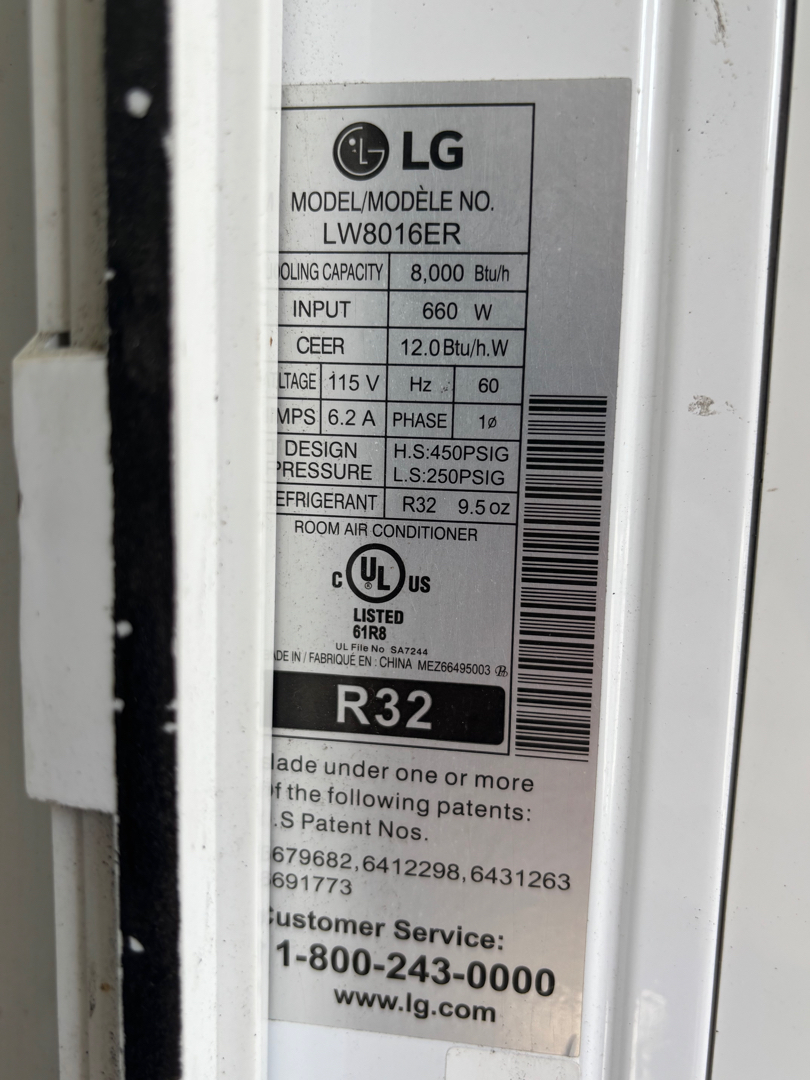 LG
MODEL/MODÈLE NO.
LW8016ER
OLING CAPACITY 8,000 Btu/h
INPUT 660 W
CEER 12.0 Btu/h.W
LTAGE 115 V Hz 60
MPS 6.2 A PHASE 1ø
DESIGN PRESSURE H.S:450PSIG
L.S:250PSIG
EFRIGERANT R32 9.5 oz
ROOM AIR CONDITIONER
C UL ® US
LISTED
61R8
UL File No SA7244
ADE IN / FABRIQUÉ EN : CHINA MEZ66495003
R32
lade under one or more
of the following patents:
.S Patent Nos.
679682,6412298,6431263
691773
Customer Service:
1-800-243-0000
www.lg.com